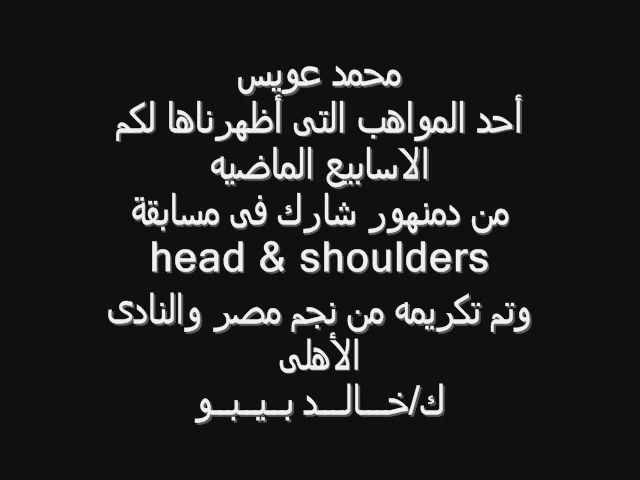 محمد عويس
أحد المواهب التى أظهرناها لكم
الاسابيع الماضيه
من دمنهور شارك فى مسابقة
head & shoulders
وتم تكريمه من نجم مصر والنادى
الأهلى
ك/خـــالـــد بـــيـــبـــو